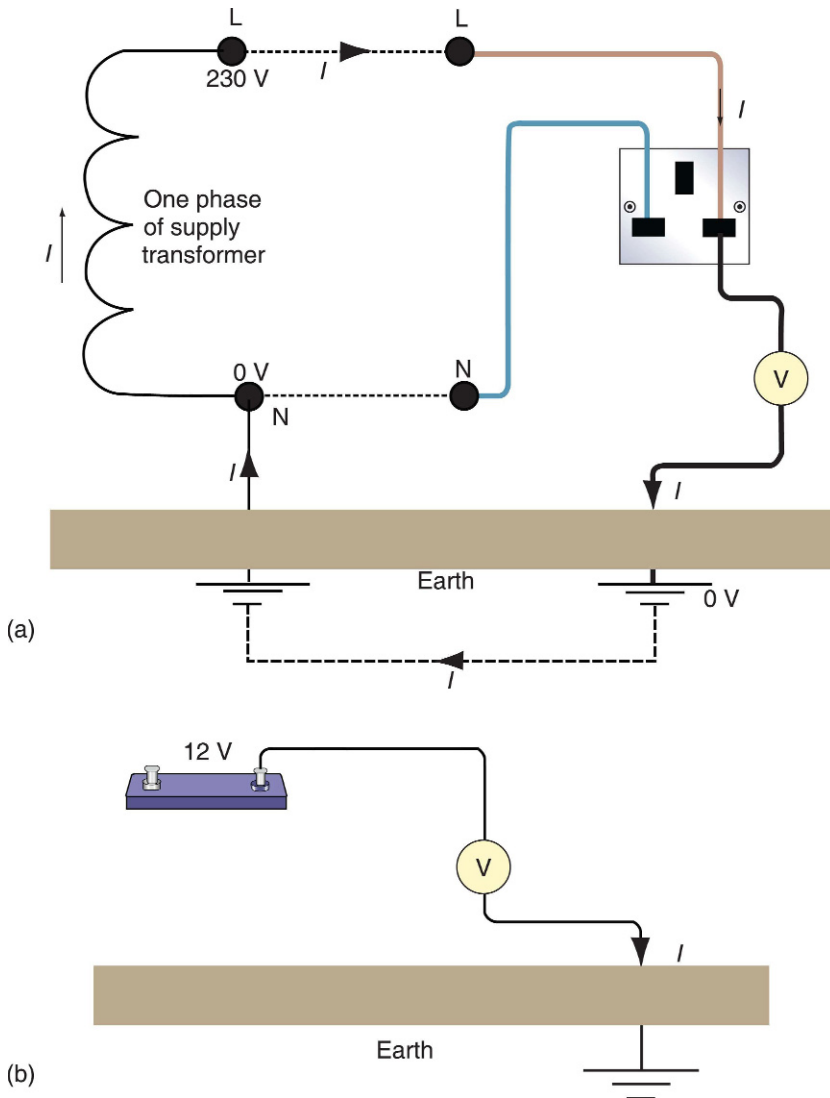 L
L
230 V
I
I
One phase
of supply
transformer
I
V
0 V
N
N
I
I
Earth
0 V
(a)
I
12 V
V
I
Earth
(b)